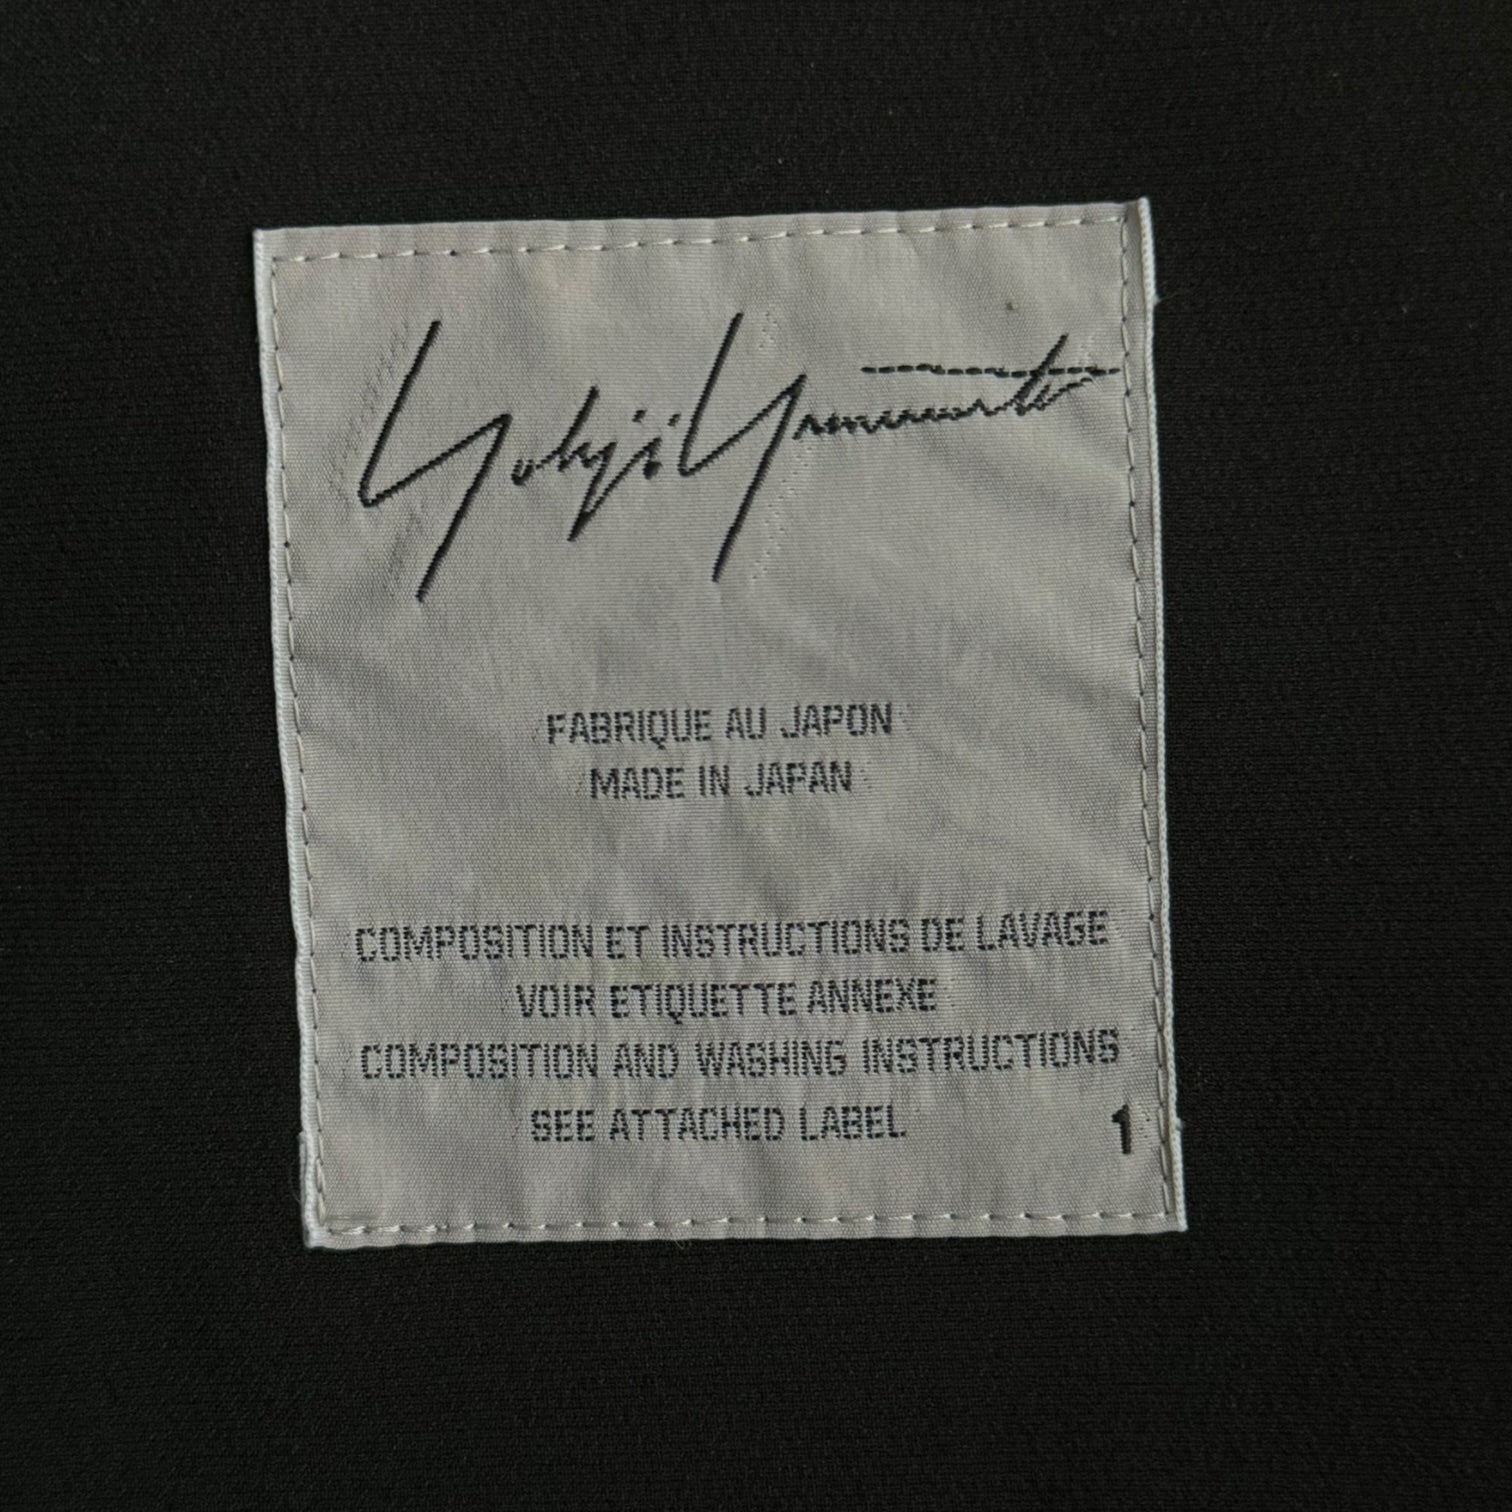 Yohji Yamamoto
FABRIQUE AU JAPON
MADE IN JAPAN
COMPOSITION ET INSTRUCTIONS DE LAVAGE
VOIR ETIQUETTE ANNEXE
COMPOSITION AND WASHING INSTRUCTIONS
SEE ATTACHED LABEL
1